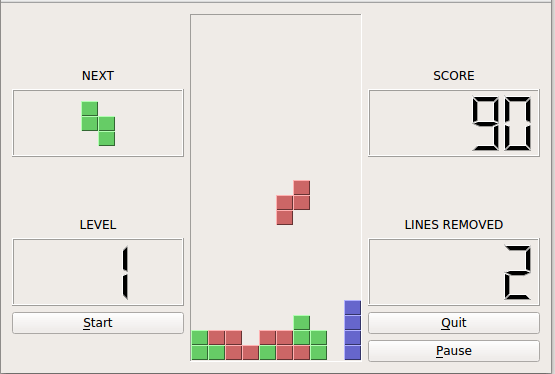 NEXT
SCORE
90
LEVEL
LINES REMOVED
1
2
Start
Quit
Pause